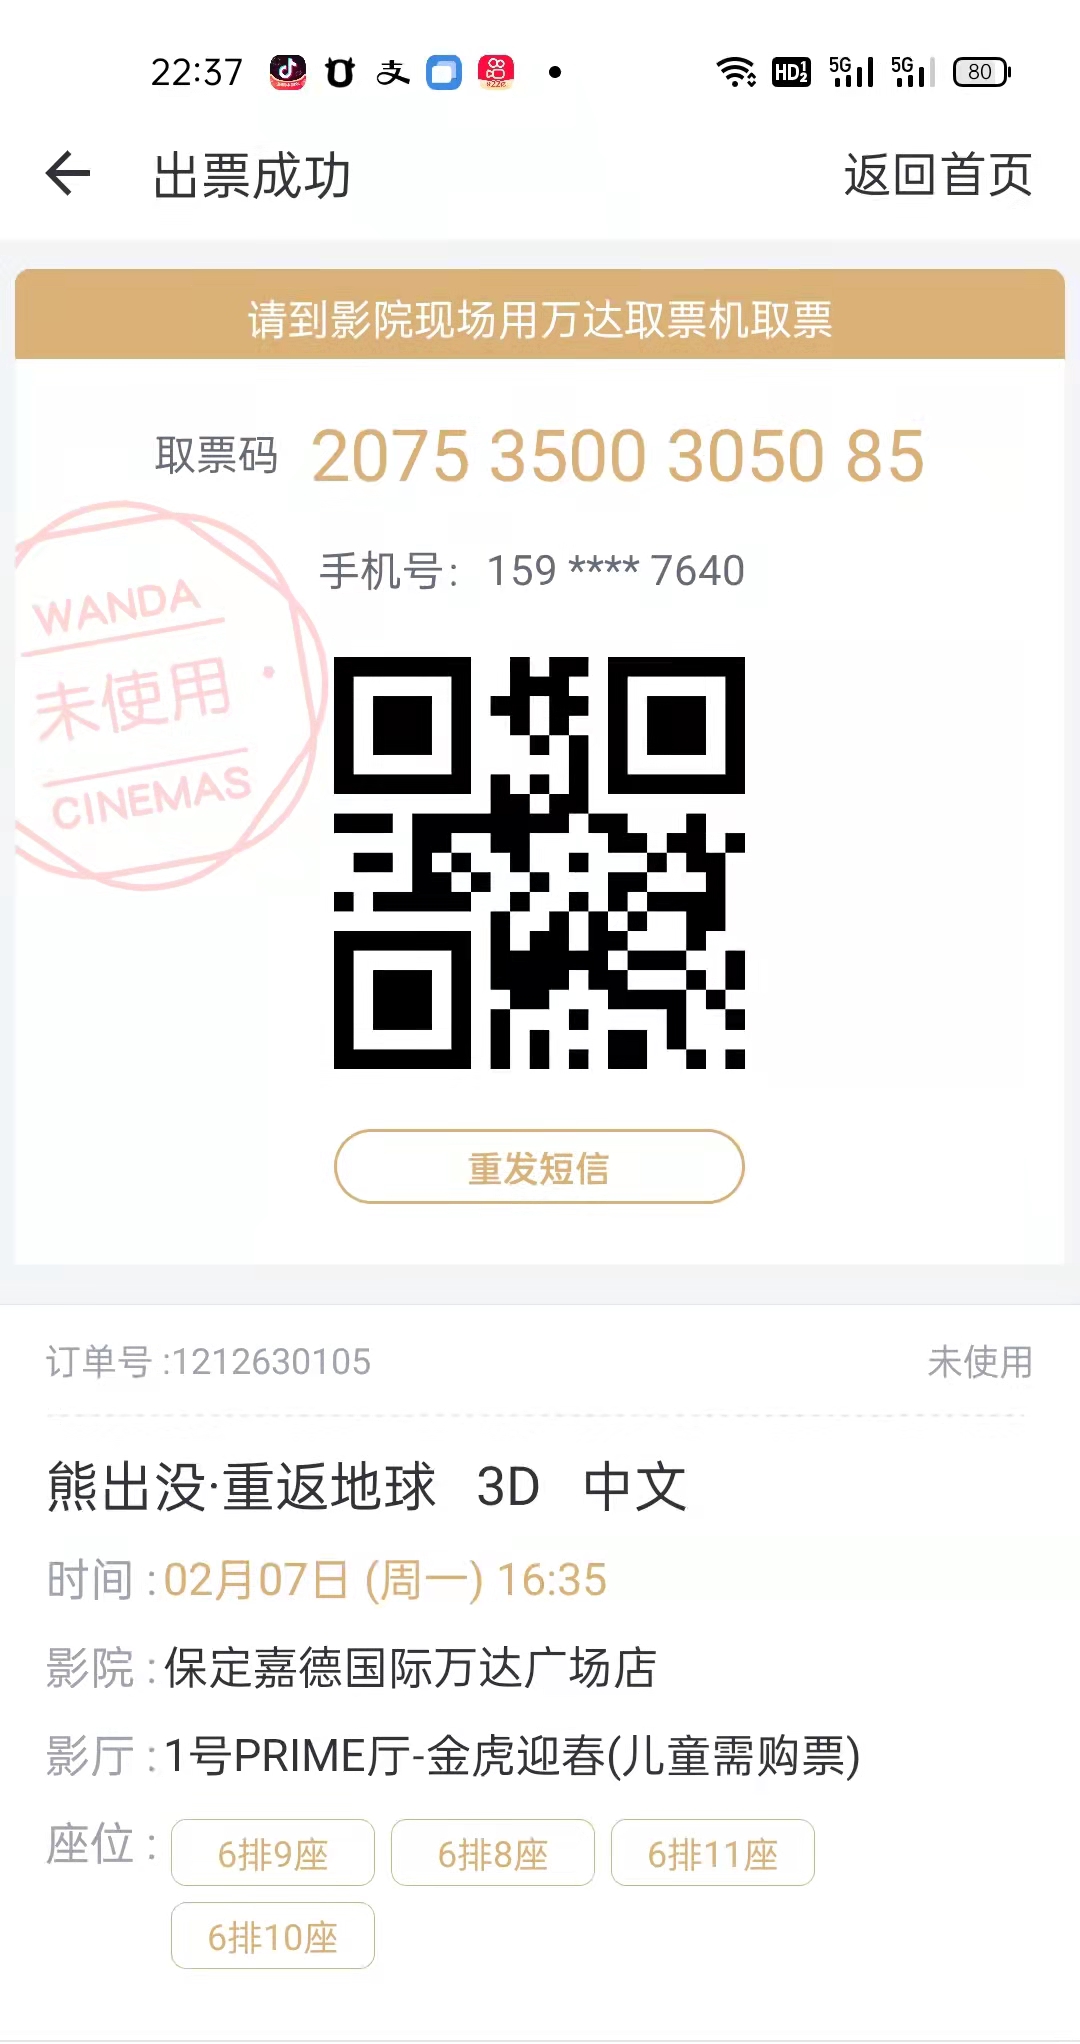 22:37
HD 1 2 5G 5G 80
出票成功 返回首页
请到影院现场用万达取票机取票
取票码 2075 3500 3050 85
手机号：159 **** 7640
WANDA
未使用
CINEMAS
重发短信
订单号 :1212630105 未使用
熊出没·重返地球 3D 中文
时间 :02月07日 (周一) 16:35
影院 :保定嘉德国际万达广场店
影厅 :1号PRIME厅-金虎迎春(儿童需购票)
座位 : 6排9座 6排8座 6排11座
6排10座